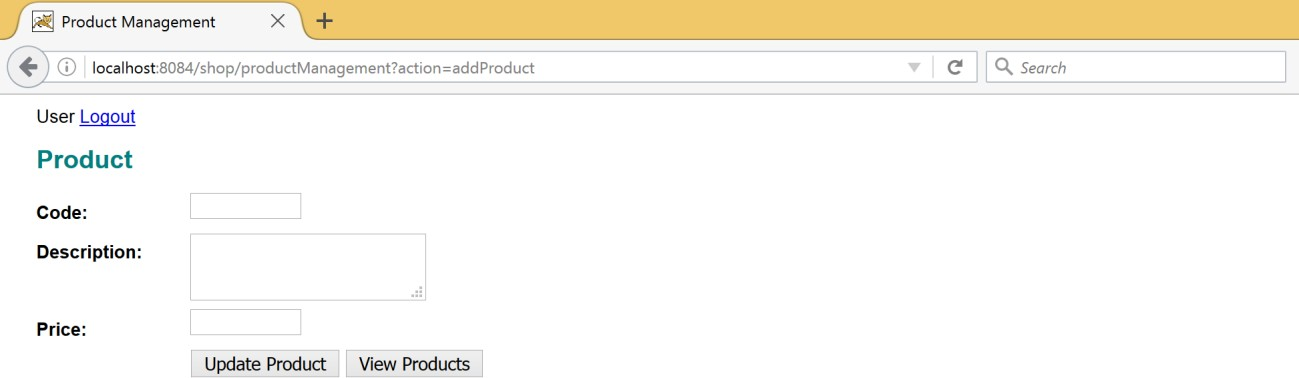 Product Management
localhost:8084/shop/productManagement?action=addProduct
Search
User Logout
Product
Code:
Description:
Price:
Update Product View Products